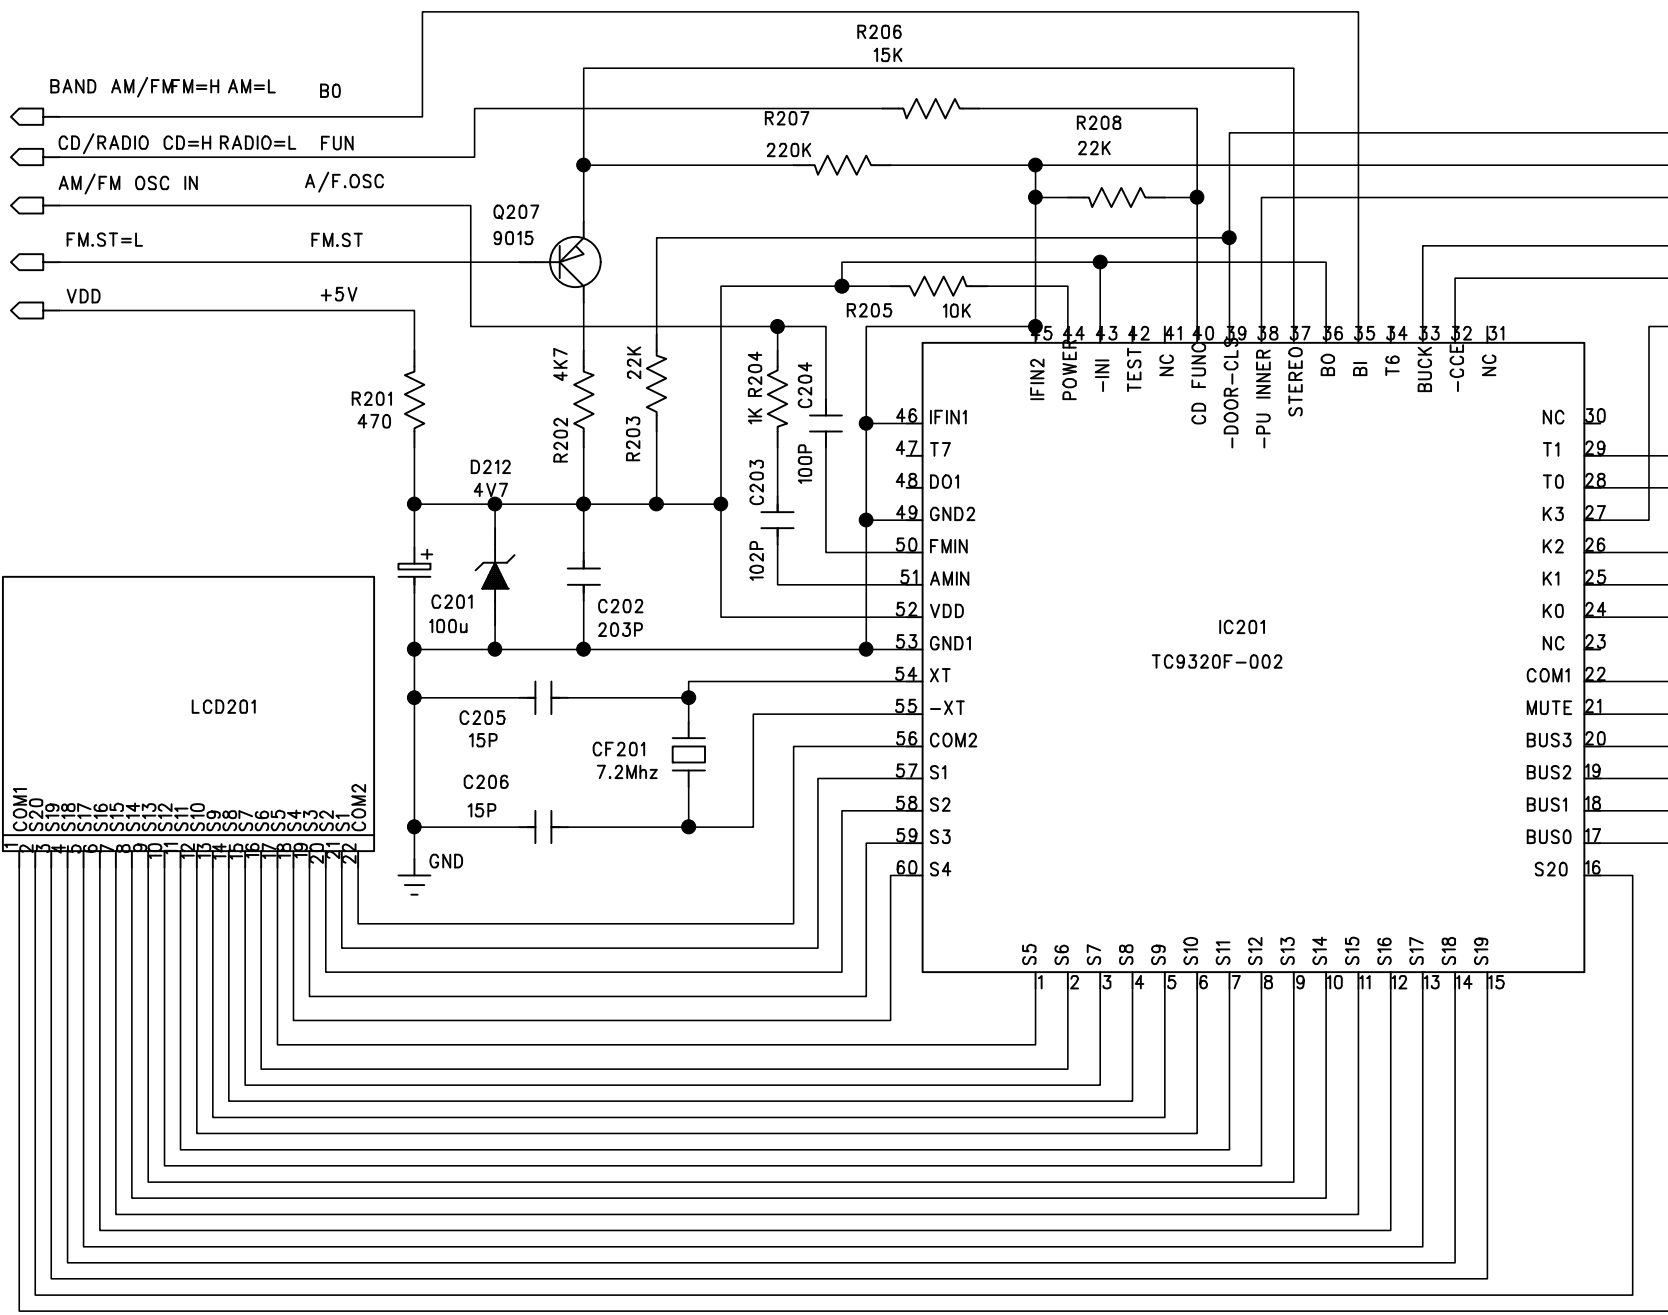 R206
15K
BAND AM/FM FM=H AM=L B0
R207
R208
CD/RADIO CD=H RADIO=L FUN
220K
22K
AM/FM OSC IN A/F.OSC
Q207
9015
FM.ST=L FM.ST
VDD +5V
R205 10K
45 44 43 42 41 40 39 38 37 36 35 34 33 32 31
IFIN2 POWER -INI TEST NC CD FUNC -DOOR-CLS -PU INNER STEREO BO BI T6 BUCK -CCE NC
R201
470
4K7
R202
22K
R203
1K R204
C204
100P
C203
102P
D212
4V7
C201
100u
C202
203P
46 IFIN1
47 T7
48 DO1
49 GND2
50 FMIN
51 AMIN
52 VDD
53 GND1
54 XT
55 -XT
56 COM2
57 S1
58 S2
59 S3
60 S4
NC 30
T1 29
T0 28
K3 27
K2 26
K1 25
K0 24
NC 23
COM1 22
MUTE 21
BUS3 20
BUS2 19
BUS1 18
BUS0 17
S20 16
IC201
TC9320F-002
C205
15P
CF201
7.2Mhz
C206
15P
GND
LCD201
COM1 S20 S19 S18 S17 S16 S15 S14 S13 S12 S11 S10 S9 S8 S7 S6 S5 S4 S3 S2 S1 COM2
1 2 3 4 5 6 7 8 9 10 11 12 13 14 15 16 17 18 19 20 21 22
S5 S6 S7 S8 S9 S10 S11 S12 S13 S14 S15 S16 S17 S18 S19
1 2 3 4 5 6 7 8 9 10 11 12 13 14 15